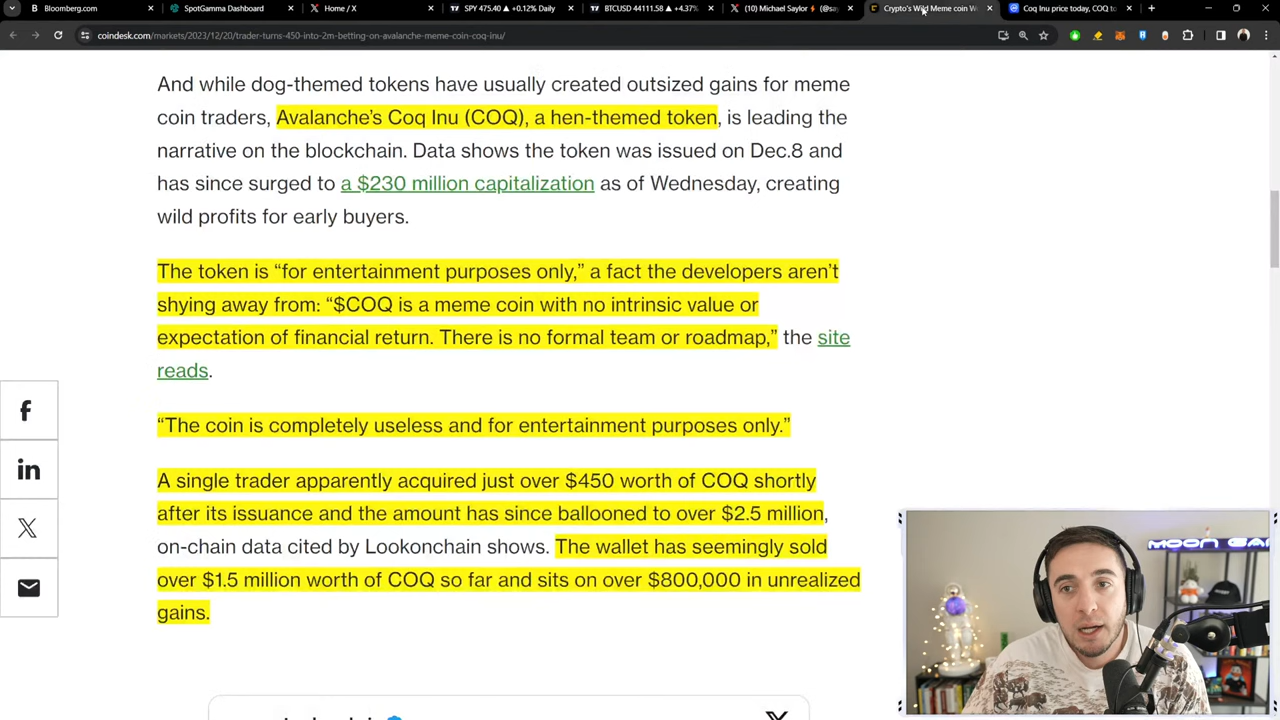 Bloomberg.com
SpotGamma Dashboard
Home / X
SPY 475.40 ▲ +0.12% Daily
BTCUSD 44111.58 ▲ +4.37%
(10) Michael Saylor⚡ (@sa
Crypto's Wild Meme coin W
Coq Inu price today, COQ to
coindesk.com/markets/2023/12/20/trader-turns-450-into-2m-betting-on-avalanche-meme-coin-coq-inu/
And while dog-themed tokens have usually created outsized gains for meme
coin traders, Avalanche's Coq Inu (COQ), a hen-themed token, is leading the
narrative on the blockchain. Data shows the token was issued on Dec.8 and
has since surged to a $230 million capitalization as of Wednesday, creating
wild profits for early buyers.
The token is “for entertainment purposes only,” a fact the developers aren't
shying away from: “$COQ is a meme coin with no intrinsic value or
expectation of financial return. There is no formal team or roadmap,” the site
reads.
“The coin is completely useless and for entertainment purposes only.”
A single trader apparently acquired just over $450 worth of COQ shortly
after its issuance and the amount has since ballooned to over $2.5 million,
on-chain data cited by Lookonchain shows. The wallet has seemingly sold
over $1.5 million worth of COQ so far and sits on over $800,000 in unrealized
gains.
MOON